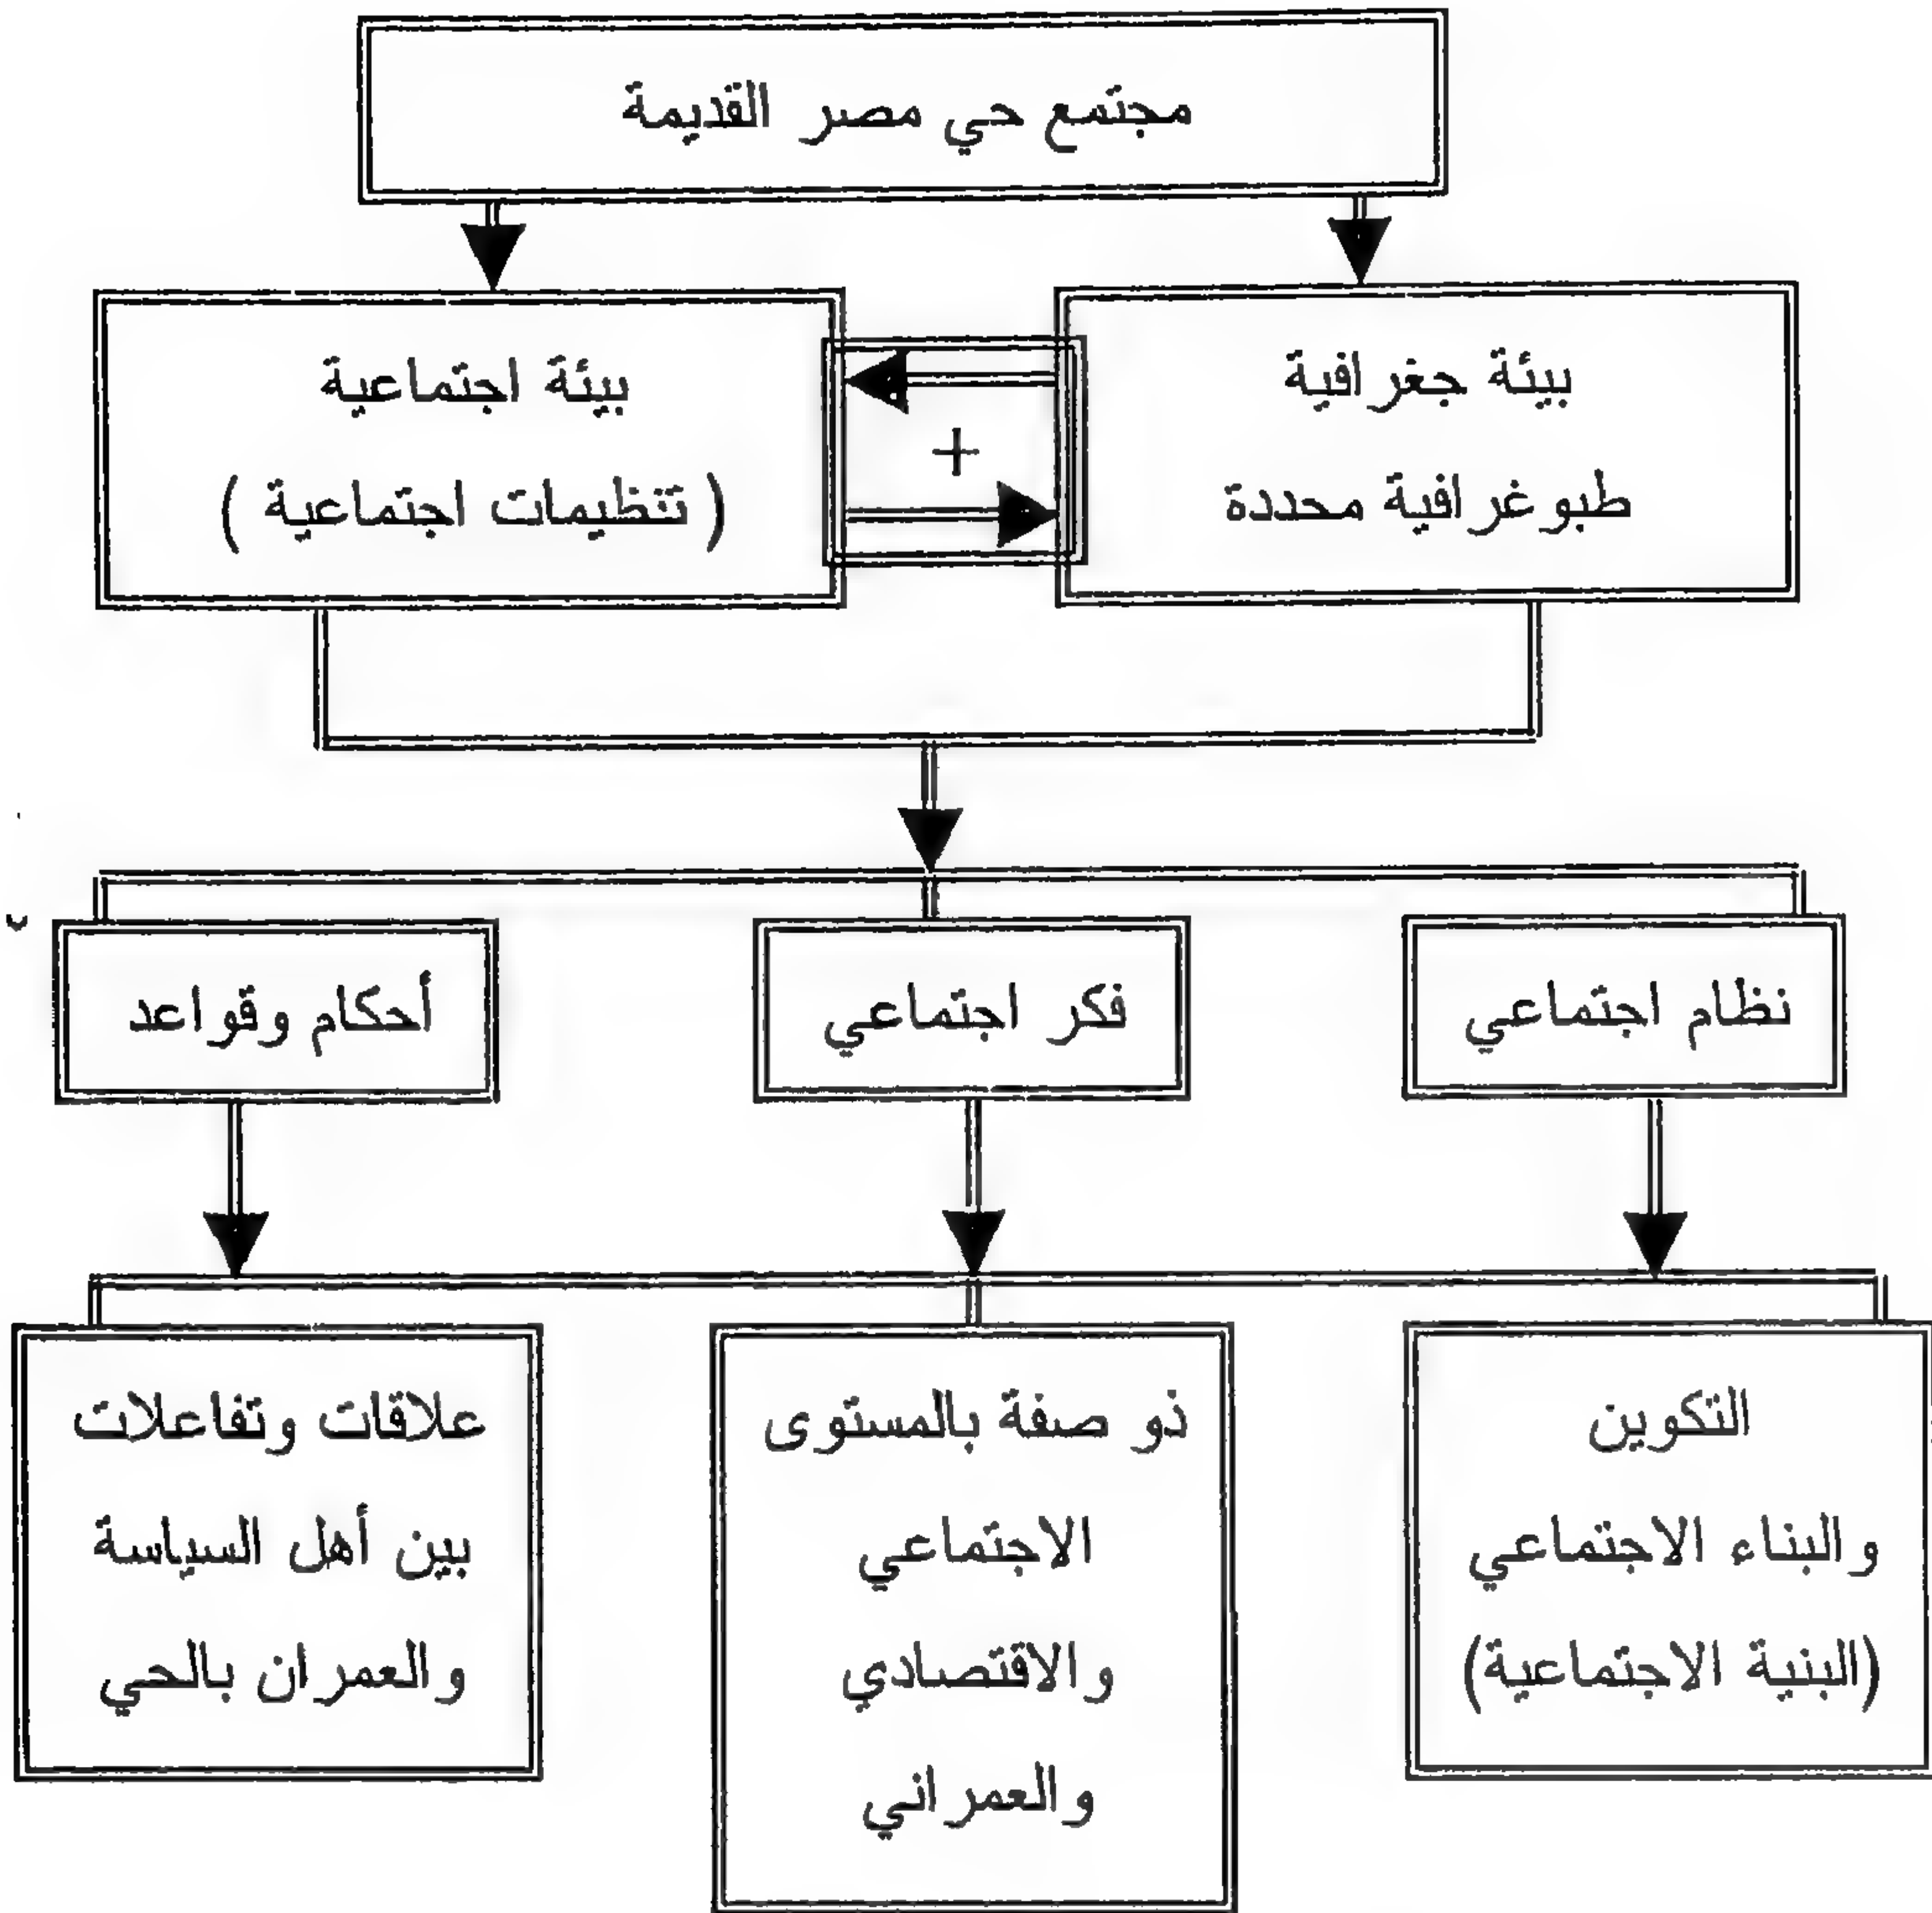 مجتمع حي مصر القديمة
بيئة جغرافية
طبوغرافية محددة
+
بيئة اجتماعية
( تنظيمات اجتماعية )
نظام اجتماعي
فكر اجتماعي
أحكام وقواعد
التكوين
والبناء الاجتماعي
(البنية الاجتماعية)
ذو صفة بالمستوى
الاجتماعي
والاقتصادي
والعمراني
علاقات وتفاعلات
بين أهل السياسة
والعمران بالحي